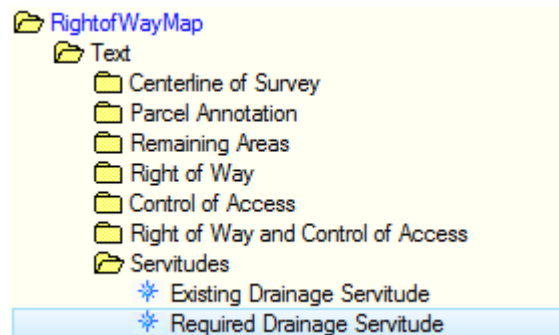 RightofWayMap
Text
Centerline of Survey
Parcel Annotation
Remaining Areas
Right of Way
Control of Access
Right of Way and Control of Access
Servitudes
Existing Drainage Servitude
Required Drainage Servitude